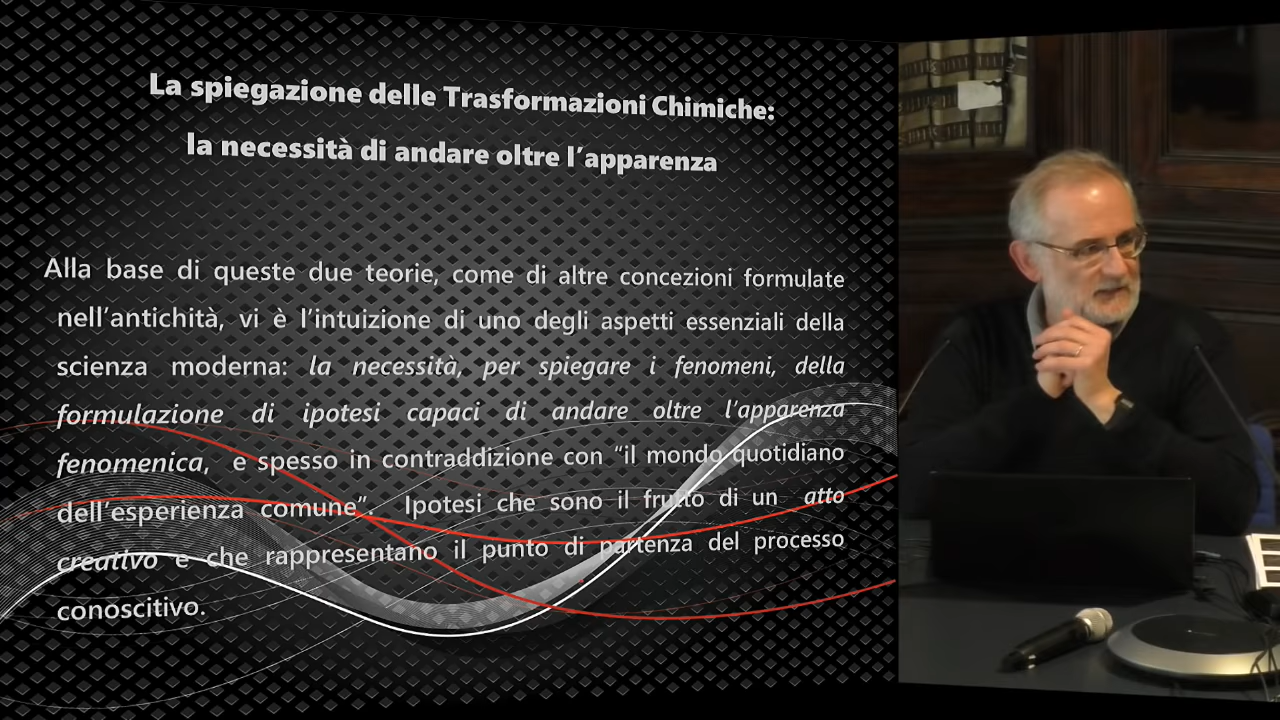 La spiegazione delle Trasformazioni Chimiche:
la necessità di andare oltre l'apparenza
Alla base di queste due teorie, come di altre concezioni formulate
nell'antichità, vi è l'intuizione di uno degli aspetti essenziali della
scienza moderna: la necessità, per spiegare i fenomeni, della
formulazione di ipotesi capaci di andare oltre l'apparenza
fenomenica, e spesso in contraddizione con “il mondo quotidiano
dell'esperienza comune”. Ipotesi che sono il frutto di un atto
creativo e che rappresentano il punto di partenza del processo
conoscitivo.